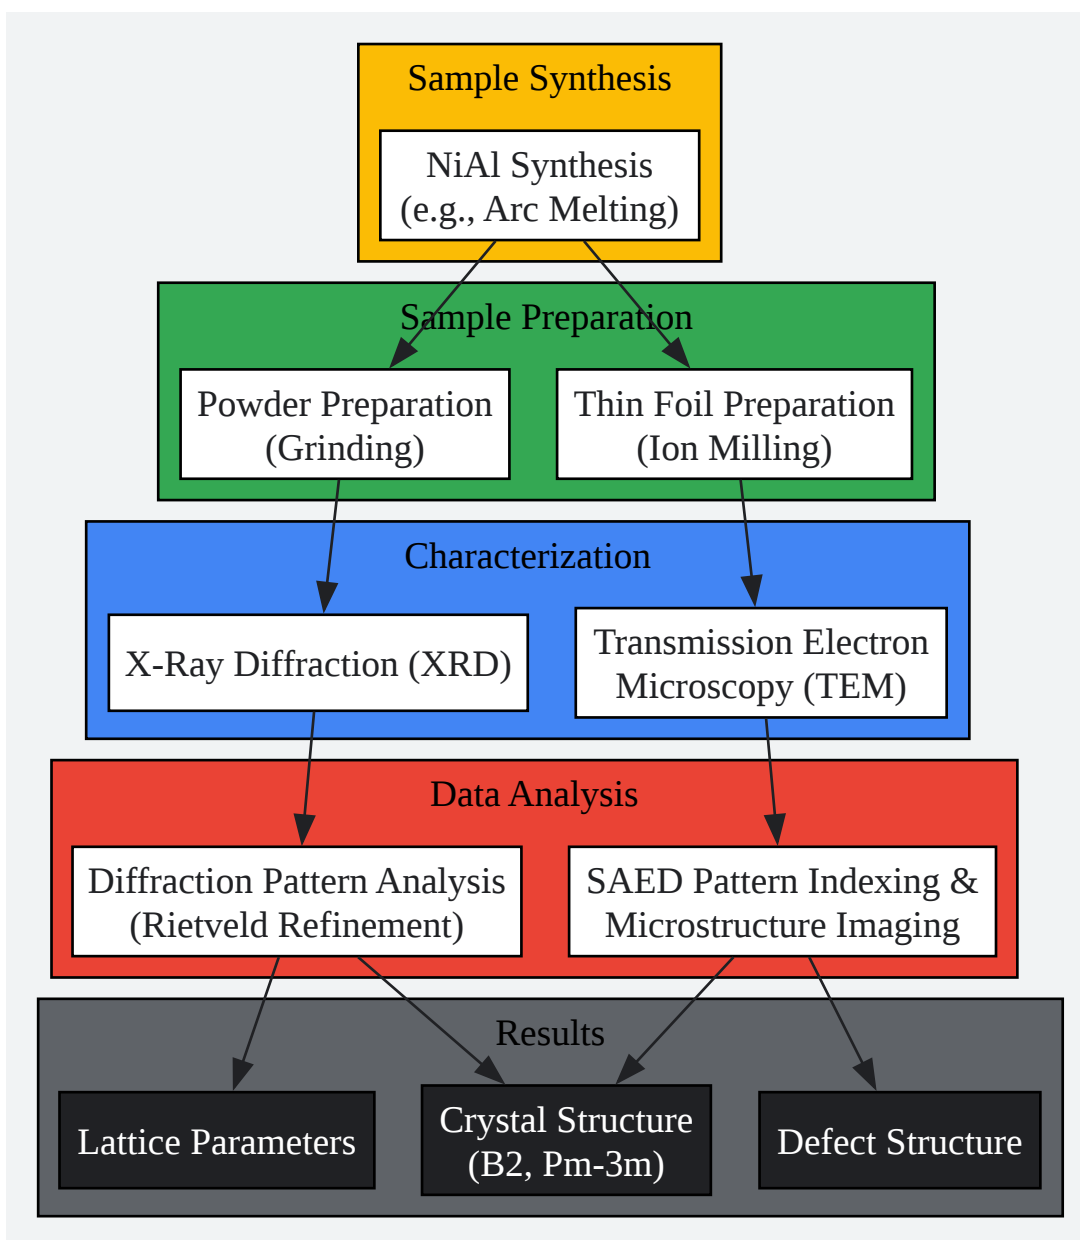 Sample Synthesis
NiAl Synthesis
(e.g., Arc Melting)
Sample Preparation
Powder Preparation
(Grinding)
Thin Foil Preparation
(Ion Milling)
Characterization
X-Ray Diffraction (XRD)
Transmission Electron
Microscopy (TEM)
Data Analysis
Diffraction Pattern Analysis
(Rietveld Refinement)
SAED Pattern Indexing &
Microstructure Imaging
Results
Lattice Parameters
Crystal Structure
(B2, Pm-3m)
Defect Structure